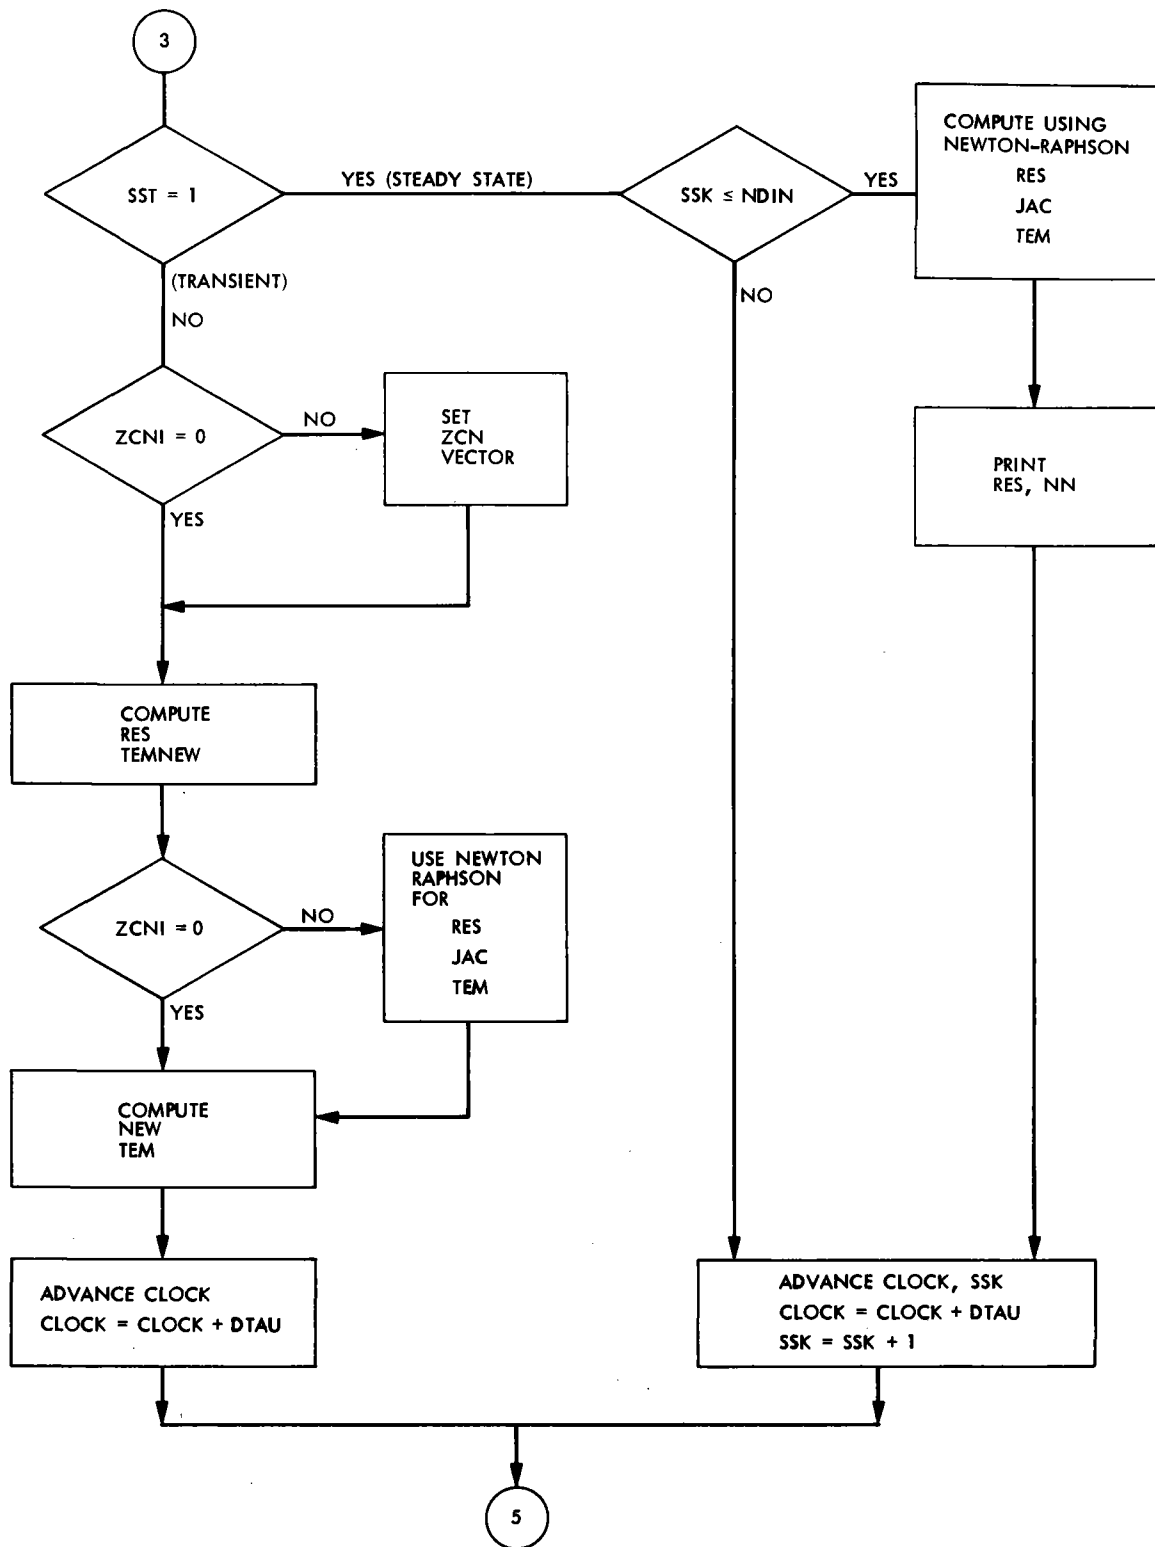 3
SST = 1
YES (STEADY STATE)
SSK ≤ NDIN
YES
COMPUTE USING
NEWTON-RAPHSON
RES
JAC
TEM
(TRANSIENT)
NO
NO
ZCNI = 0
NO
SET
ZCN
VECTOR
YES
PRINT
RES, NN
COMPUTE
RES
TEMNEW
ZCNI = 0
NO
USE NEWTON
RAPHSON
FOR
RES
JAC
TEM
YES
COMPUTE
NEW
TEM
ADVANCE CLOCK
CLOCK = CLOCK + DTAU
ADVANCE CLOCK, SSK
CLOCK = CLOCK + DTAU
SSK = SSK + 1
5